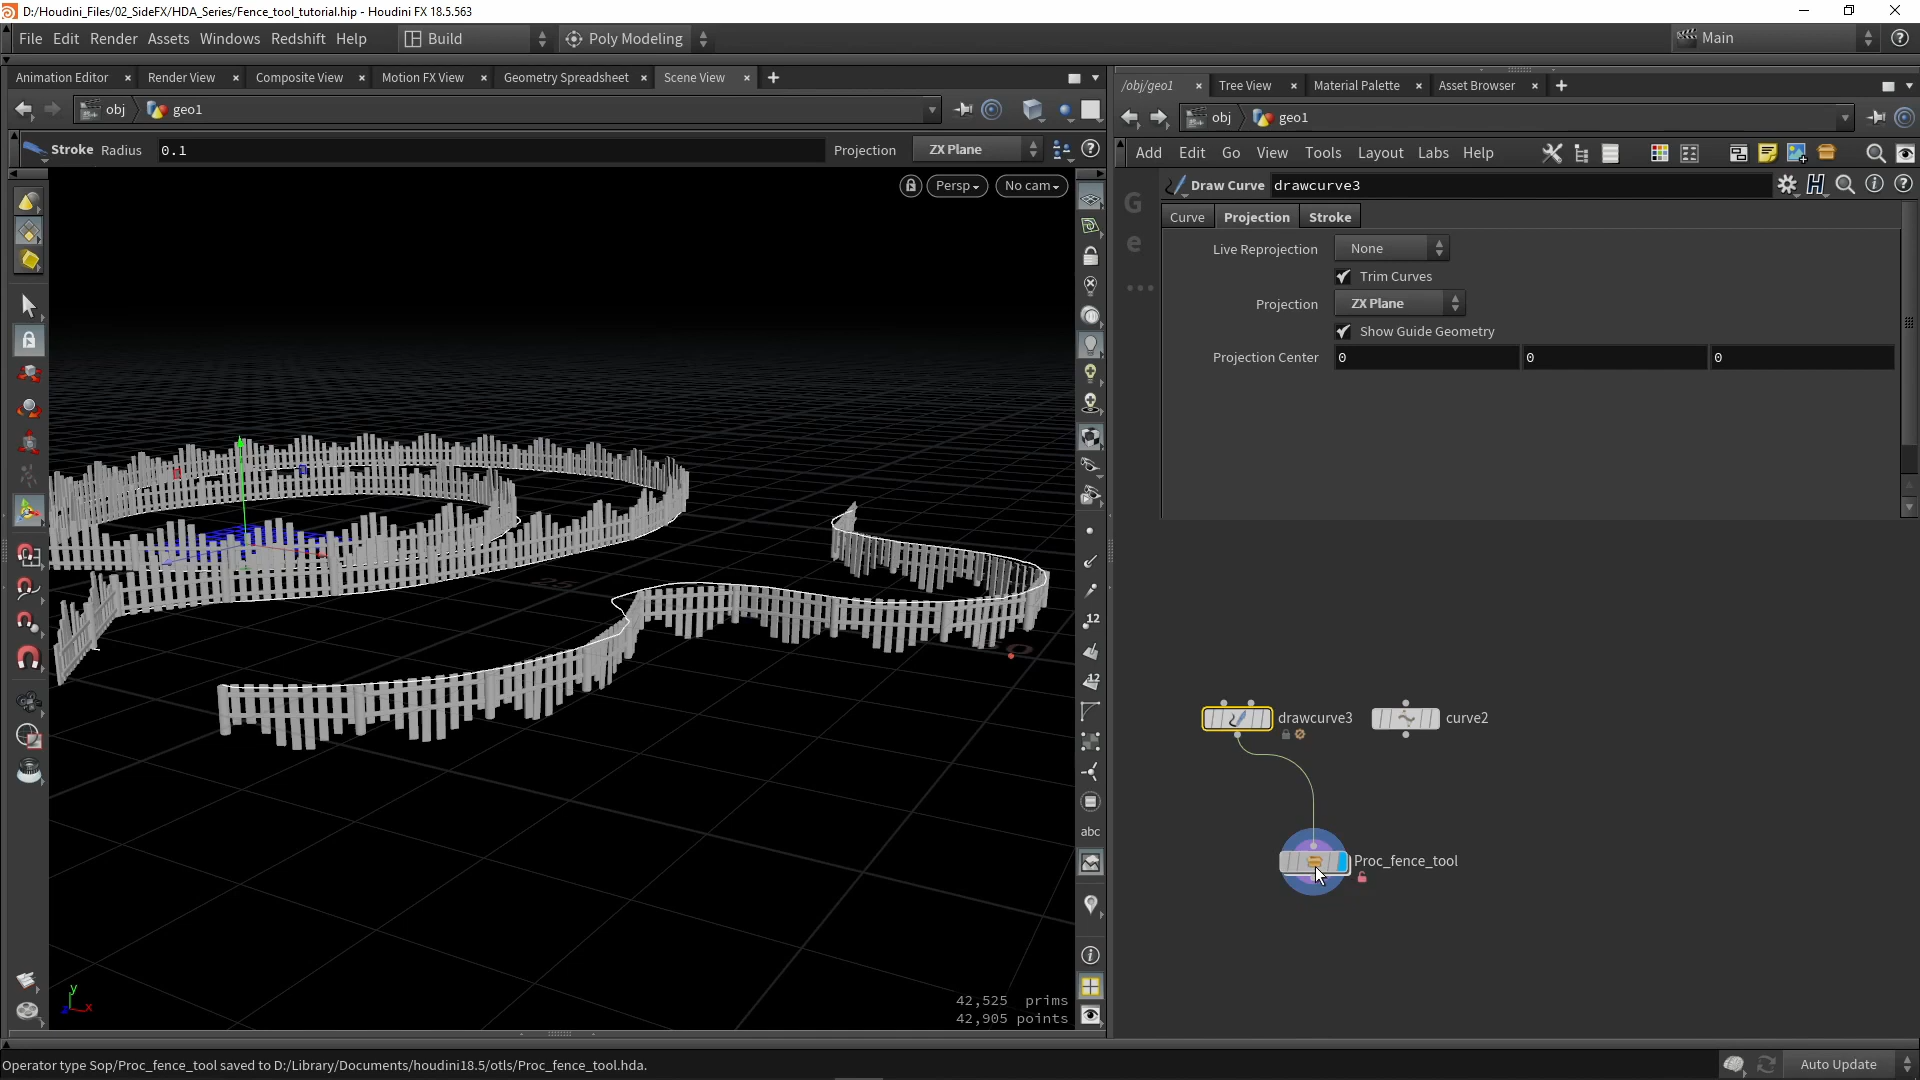 D:/Houdini_Files/02_SideFX/HDA_Series/Fence_tool_tutorial.hip - Houdini FX 18.5.563
File Edit Render Assets Windows Redshift Help Build Poly Modeling Main
Animation Editor Render View Composite View Motion FX View Geometry Spreadsheet Scene View
/obj/geo1 Tree View Material Palette Asset Browser
obj geo1
obj geo1
Stroke Radius 0.1 Projection ZX Plane
Add Edit Go View Tools Layout Labs Help
Persp No cam
Draw Curve drawcurve3
Curve Projection Stroke
Live Reprojection None
Trim Curves
Projection ZX Plane
Show Guide Geometry
Projection Center 0 0 0
G
e
...
12
12
abc
drawcurve3 curve2
Proc_fence_tool
y
x
42,525 prims
42,905 points
Operator type Sop/Proc_fence_tool saved to D:/Library/Documents/houdini18.5/otls/Proc_fence_tool.hda.
Auto Update